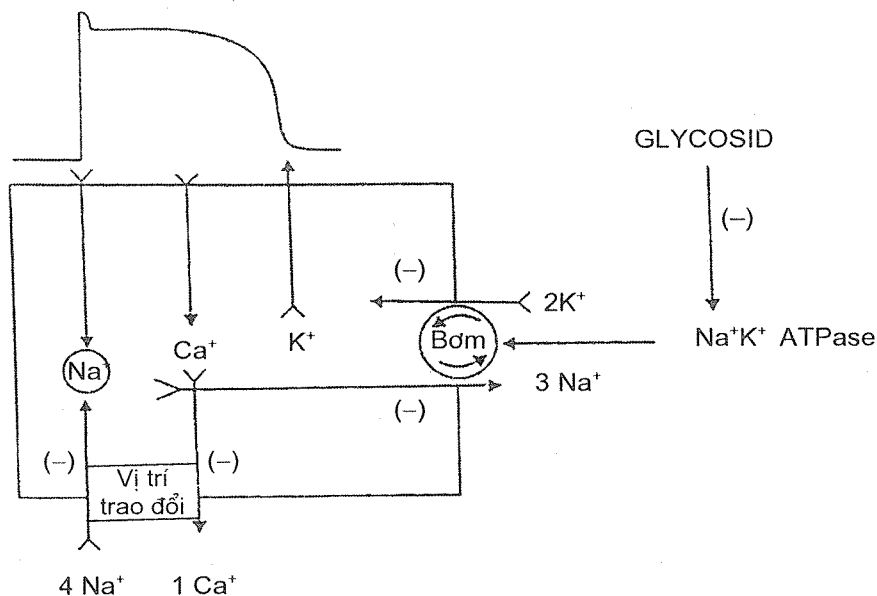 GLYCOSID
(–)
(–)
2K⁺
Bơm
Na⁺K⁺ ATPase
K⁺
Ca⁺
Na⁺
3 Na⁺
(–)
(–)
(–)
Vị trí
trao đổi
4 Na⁺
1 Ca⁺